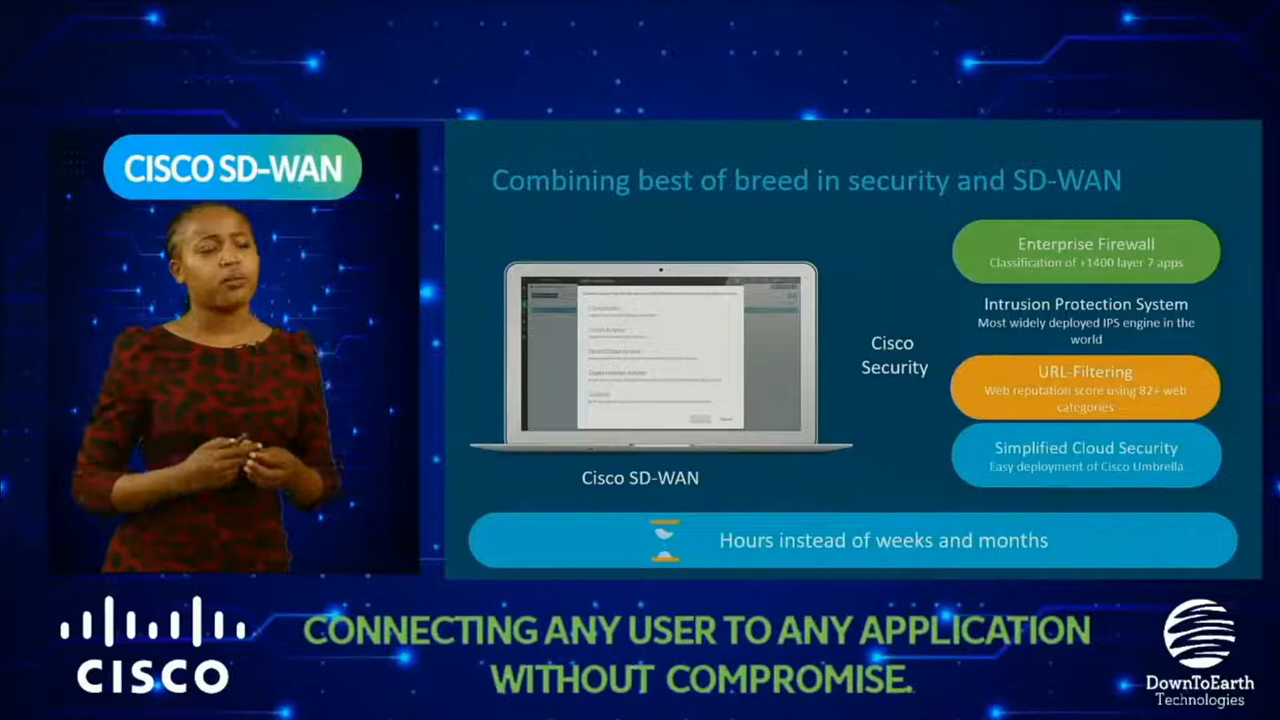 CISCO SD-WAN
Combining best of breed in security and SD-WAN
Enterprise Firewall
Classification of +1400 layer 7 apps
Intrusion Protection System
Most widely deployed IPS engine in the
world
Cisco
Security
URL-Filtering
Web reputation score using 82+ web
categories
Simplified Cloud Security
Easy deployment of Cisco Umbrella
Cisco SD-WAN
Hours instead of weeks and months
CISCO
CONNECTING ANY USER TO ANY APPLICATION
WITHOUT COMPROMISE.
DownToEarth
Technologies